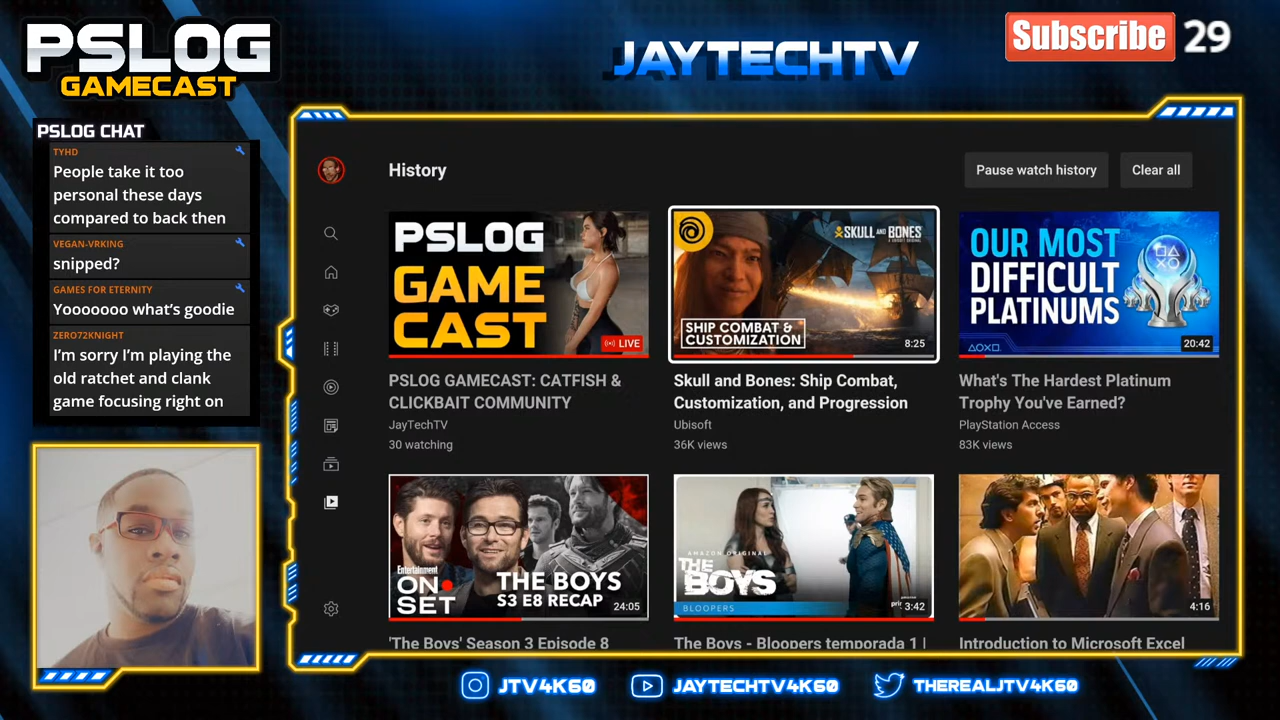 PSLOG
GAMECAST
JAYTECHTV
Subscribe 29
PSLOG CHAT
TYHD
People take it too
personal these days
compared to back then
VEGAN-VRKING
snipped?
GAMES FOR ETERNITY
Yooooooo what's goodie
ZERO72KNIGHT
I'm sorry I'm playing the
old ratchet and clank
game focusing right on
History
Pause watch history
Clear all
PSLOG
GAME
CAST
LIVE
PSLOG GAMECAST: CATFISH &
CLICKBAIT COMMUNITY
JayTechTV
30 watching
SKULL AND BONES
SHIP COMBAT &
CUSTOMIZATION
8:25
Skull and Bones: Ship Combat,
Customization, and Progression
Ubisoft
36K views
OUR MOST
DIFFICULT
PLATINUMS
20:42
What's The Hardest Platinum
Trophy You've Earned?
PlayStation Access
83K views
Entertainment
ON
SET
THE BOYS
S3 E8 RECAP
24:05
'The Boys' Season 3 Episode 8
AMAZON ORIGINAL
THE
BOYS
BLOOPERS
3:42
The Boys - Bloopers temporada 1 |
4:16
Introduction to Microsoft Excel
JTV4K60
JAYTECHTV4K60
THEREALJTV4K60